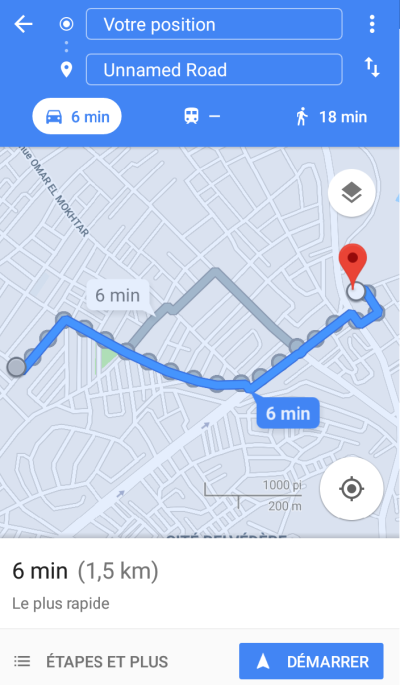 Votre position
Unnamed Road
6 min
–
18 min
nue OMAR EL MOKHTAR
6 min
6 min
1000 pi
200 m
CITÉ BELVÉDÈRE
6 min (1,5 km)
Le plus rapide
ÉTAPES ET PLUS
DÉMARRER